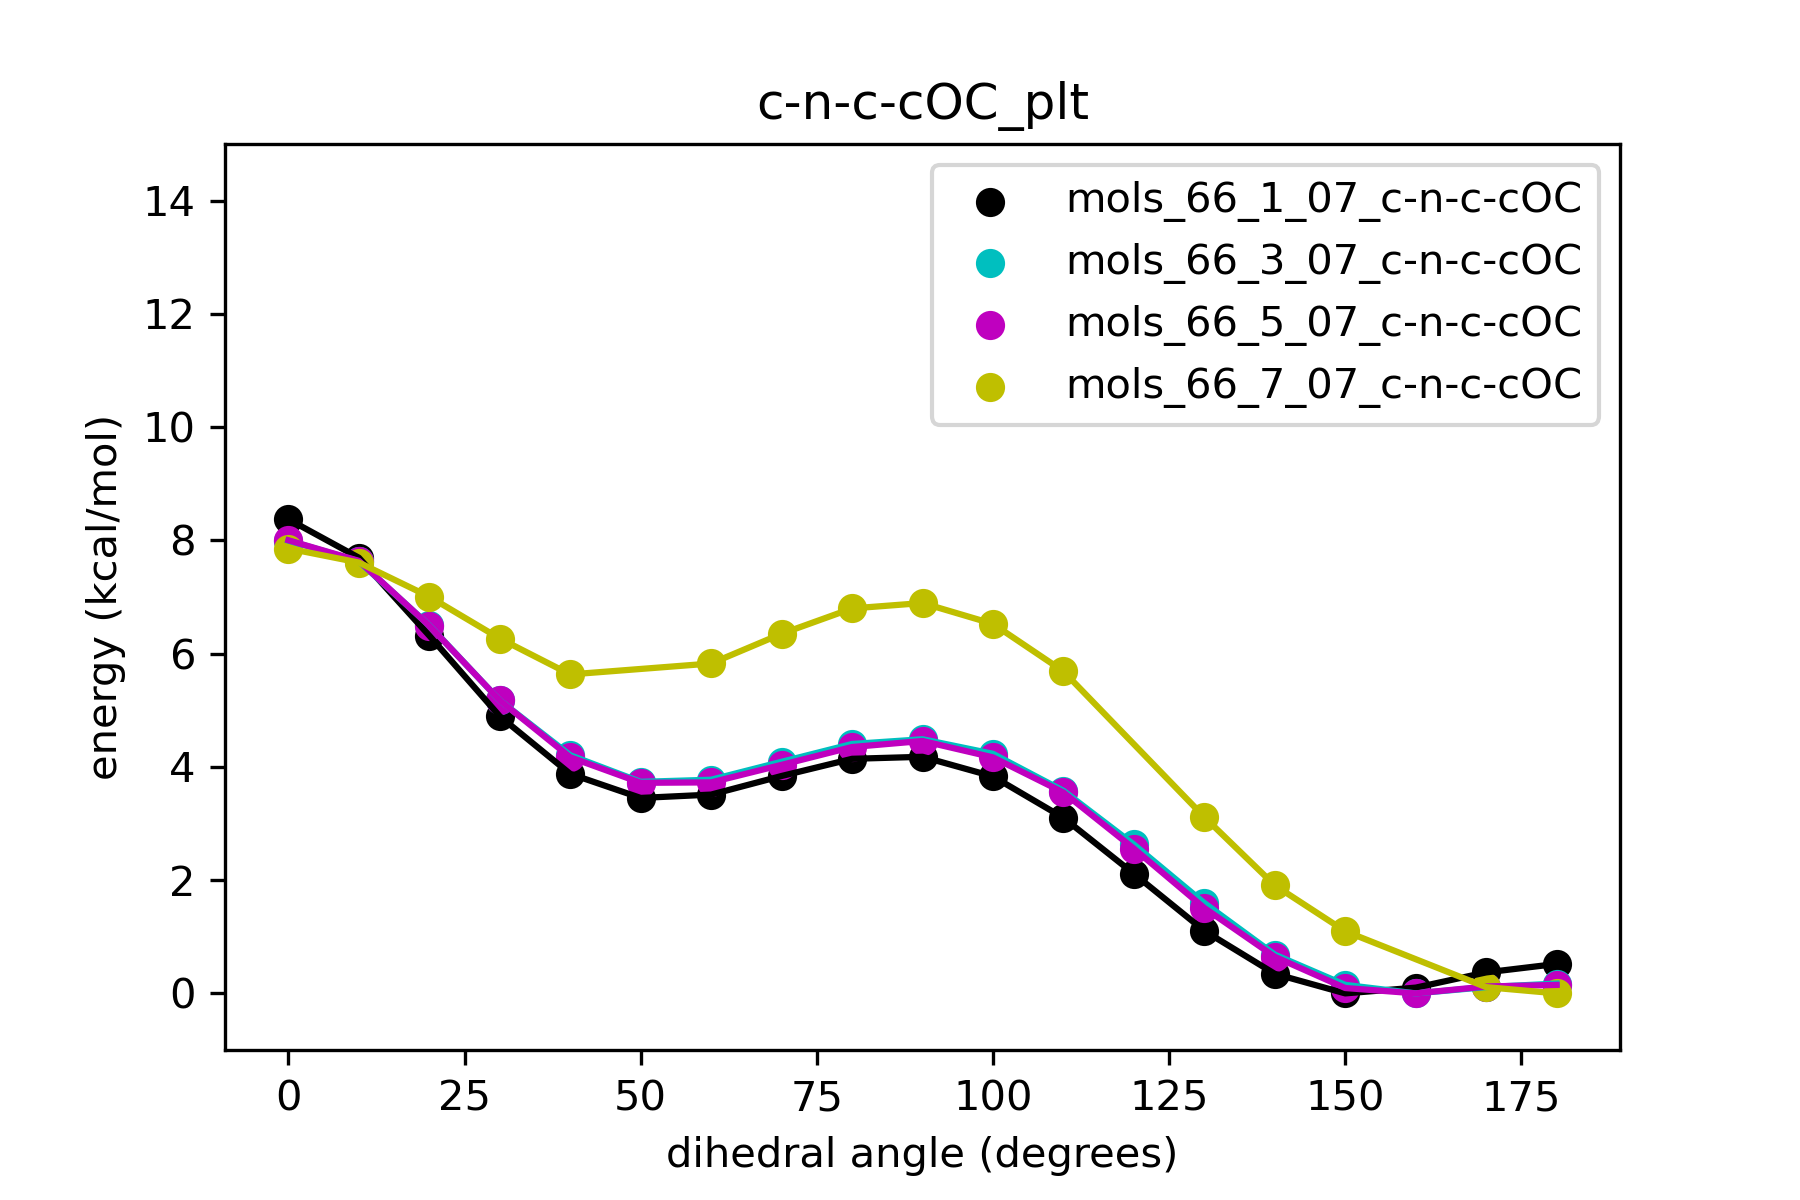 c-n-c-cOC_plt
mols_66_1_07_c-n-c-cOC
mols_66_3_07_c-n-c-cOC
mols_66_5_07_c-n-c-cOC
mols_66_7_07_c-n-c-cOC
14
12
10
8
6
4
2
0
energy (kcal/mol)
0 25 50 75 100 125 150 175
dihedral angle (degrees)